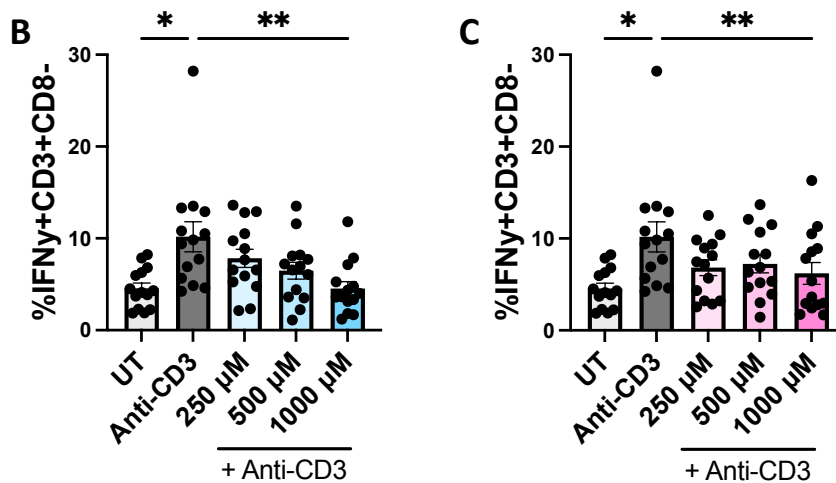 B
* **
%IFNy+CD3+CD8-
30
20
10
0
UT
Anti-CD3
250 µM
500 µM
1000 µM
+ Anti-CD3
C
* **
%IFNy+CD3+CD8-
30
20
10
0
UT
Anti-CD3
250 µM
500 µM
1000 µM
+ Anti-CD3